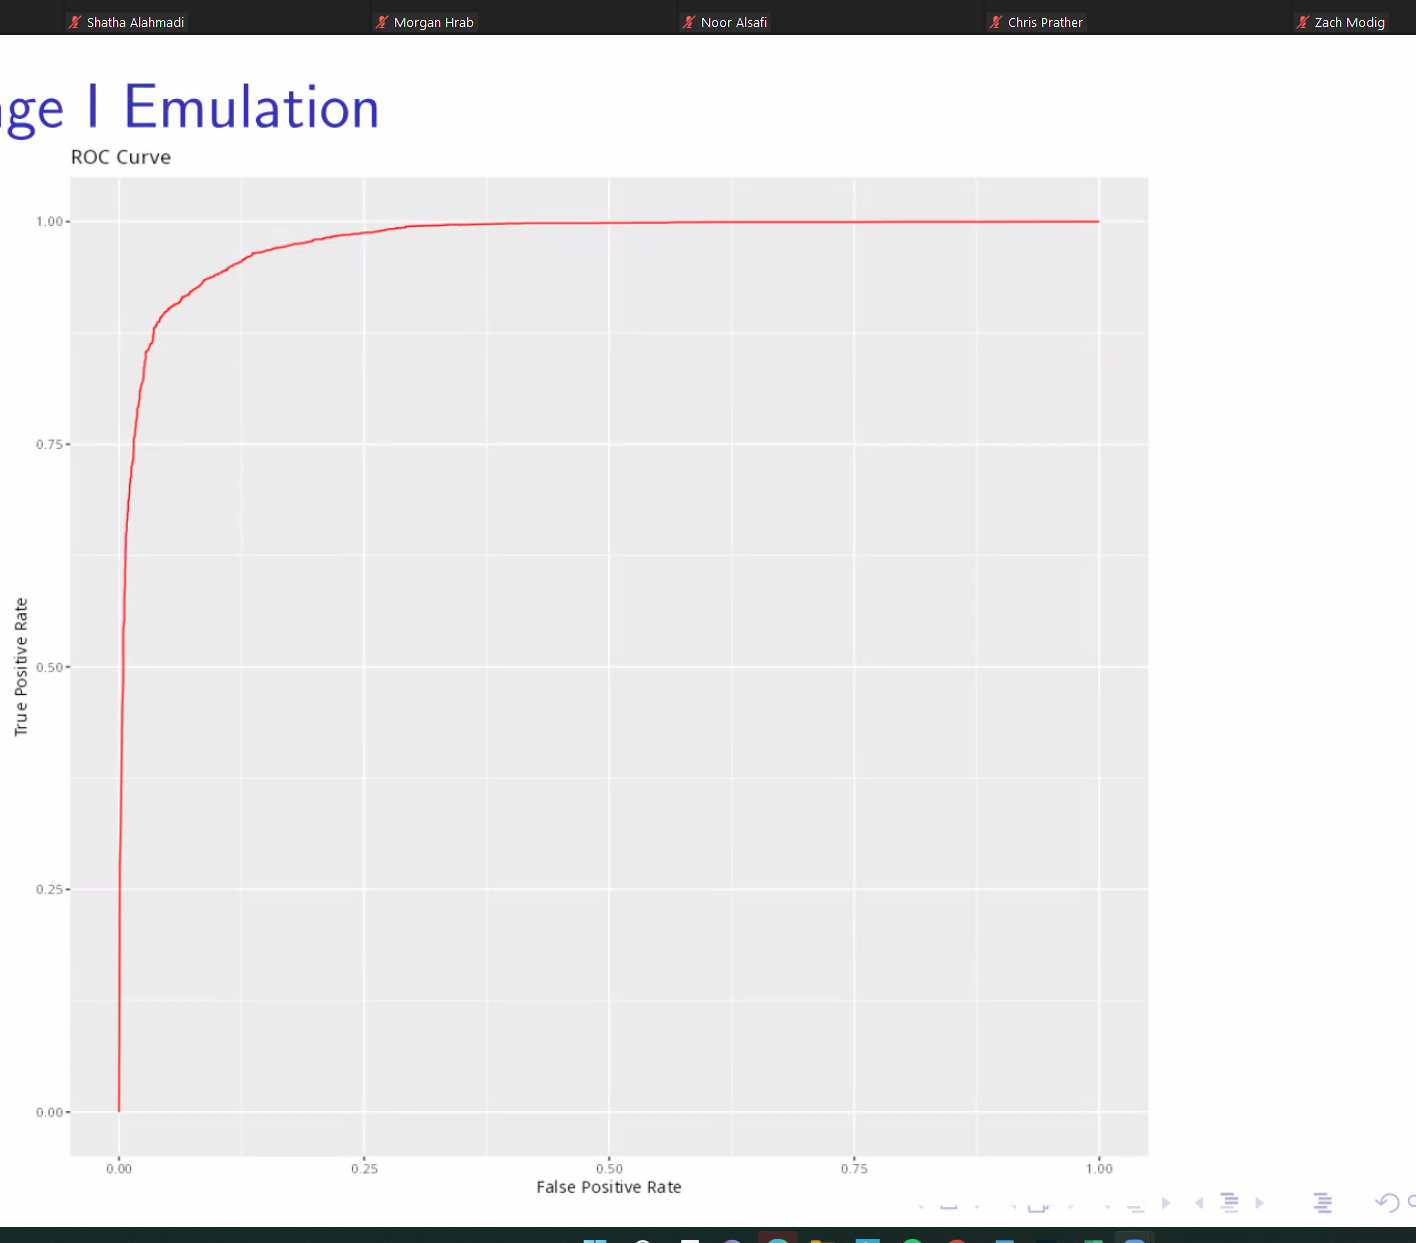 Shatha Alahmadi
Morgan Hrab
Noor Alsafi
Chris Prather
Zach Modig
ge I Emulation
ROC Curve
1.00
0.75
0.50
0.25
0.00
True Positive Rate
0.00 0.25 0.50 0.75 1.00
False Positive Rate